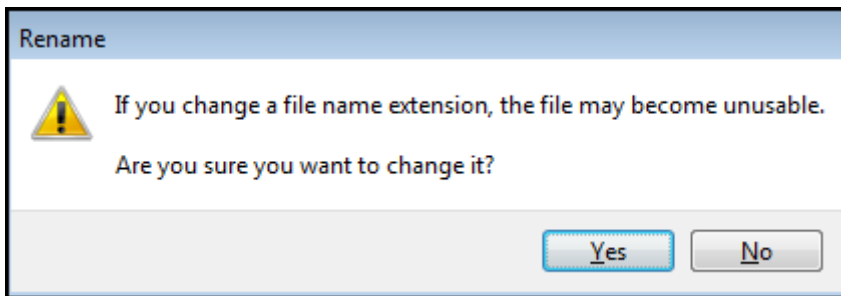 Rename
If you change a file name extension, the file may become unusable.
Are you sure you want to change it?
Yes
No